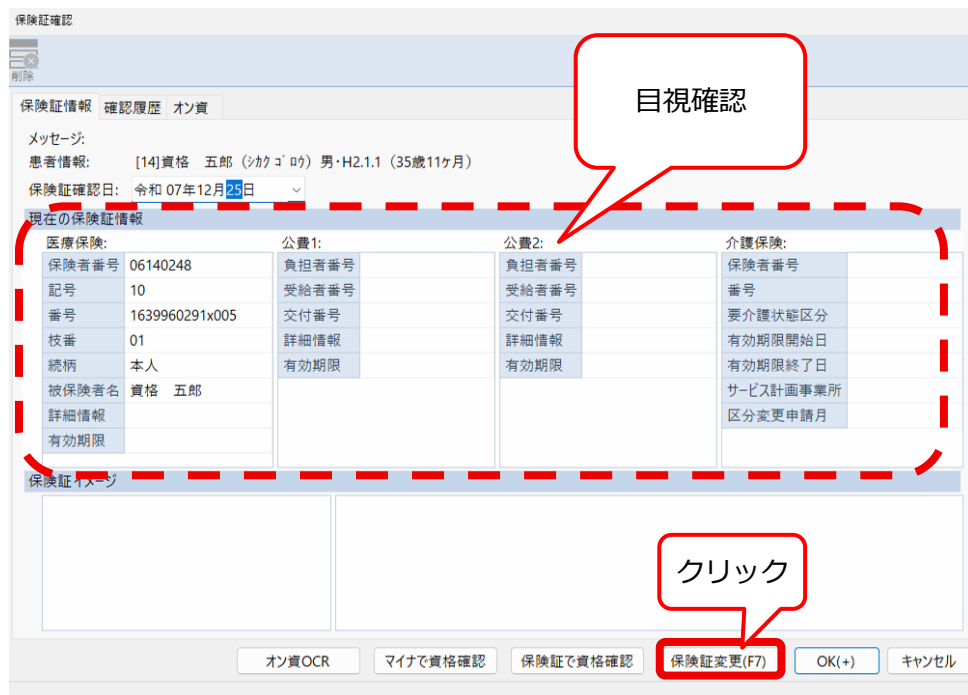 保険証確認
削除
目視確認
保険証情報 確認履歴 オン資
メッセージ:
患者情報: [14]資格 五郎 (シカク ゴロウ) 男・H2.1.1 (35歳11ヶ月)
保険証確認日: 令和 07年12月25日
現在の保険証情報
医療保険: 公費1: 公費2: 介護保険:
保険者番号 06140248 負担者番号 負担者番号 保険者番号
記号 10 受給者番号 受給者番号 番号
番号 1639960291x005 交付番号 交付番号 要介護状態区分
枝番 01 詳細情報 詳細情報 有効期限開始日
続柄 本人 有効期限 有効期限 有効期限終了日
被保険者名 資格 五郎 サービス計画事業所
詳細情報 区分変更申請月
有効期限
保険証イメージ
クリック
オン資OCR マイナで資格確認 保険証で資格確認 保険証変更(F7) OK(+) キャンセル